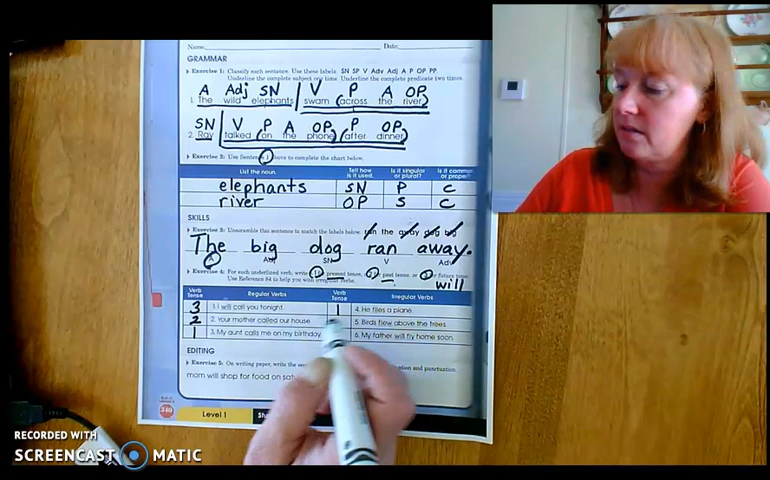 Name: Date:
GRAMMAR
Exercise 1: Classify each sentence. Use these labels: SN SP V Adv Adj A P OP PP
Underline the complete subject one time. Underline the complete predicate two times.
A Adj SN V P A OP
1. The wild elephants swam (across the river)
SN V P A OP P OP
2. Ray talked (on the phone) (after dinner)
Exercise 2: Use Sentence 1 above to complete the chart below.
List the Noun. Tell how it is used. Is it singular or plural? Is it common or proper
elephants SN P C
river OP S C
SKILLS
Exercise 3: Unscramble this sentence to match the labels below. ran the away dog big
The big dog ran away.
A Adj SN V Adv
Exercise 4: For each underlined verb, write 1 for present tense, 2 for past tense, or 3 for future tense.
Use Reference 84 to help you with irregular verbs.
will
Verb Tense Regular Verbs Verb Tense Irregular Verbs
3 1. I will call you tonight. 1 4. He flies a plane.
2 2. Your mother called our house. 5. Birds flew above the trees.
1 3. My aunt calls me on my birthday. 6. My father will fly home soon.
EDITING
Exercise 5: On writing paper, write the punctuation.
mom will shop for food on
540
Level 1
RECORDED WITH
SCREENCAST MATIC